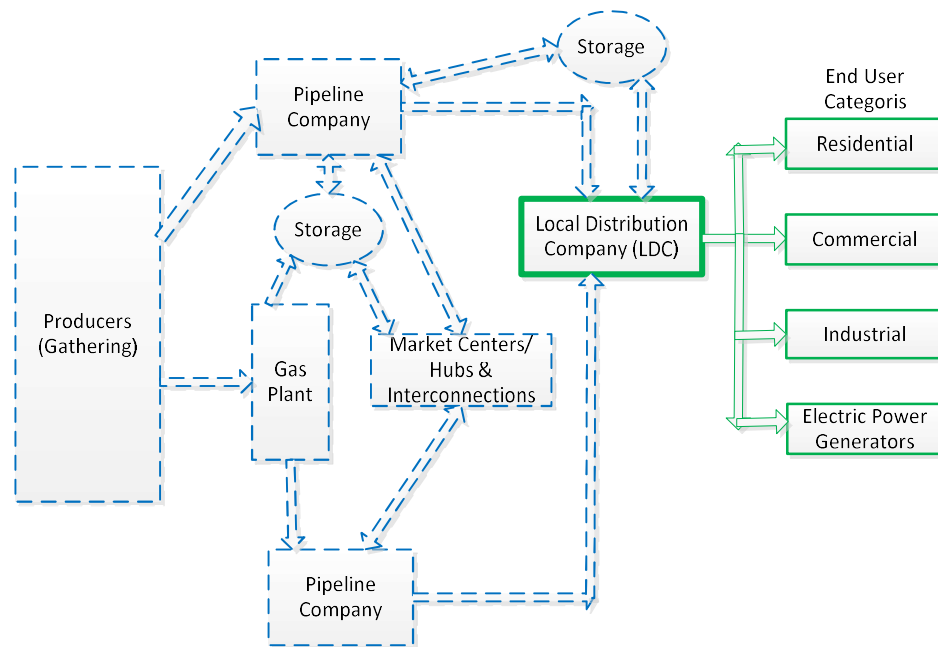 Storage
Pipeline
Company
End User
Categoris
Residential
Storage
Local Distribution
Company (LDC)
Commercial
Producers
(Gathering)
Gas
Plant
Market Centers/
Hubs &
Interconnections
Industrial
Electric Power
Generators
Pipeline
Company